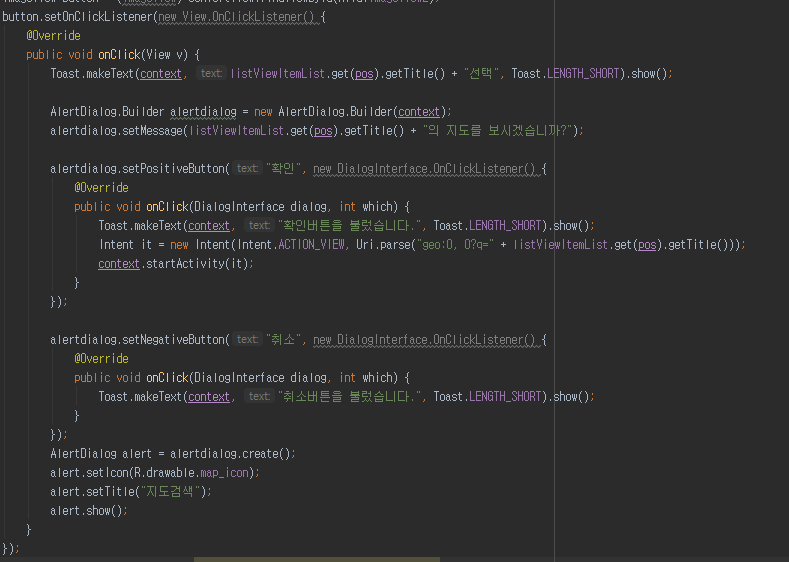 button.setOnClickListener(new View.OnClickListener() {
@Override
public void onClick(View v) {
Toast.makeText(context, text: listViewItemList.get(pos).getTitle() + "선택", Toast.LENGTH_SHORT).show();
AlertDialog.Builder alertdialog = new AlertDialog.Builder(context);
alertdialog.setMessage(listViewItemList.get(pos).getTitle() + "의 지도를 보시겠습니까?");
alertdialog.setPositiveButton( text: "확인", new DialogInterface.OnClickListener() {
@Override
public void onClick(DialogInterface dialog, int which) {
Toast.makeText(context, text: "확인버튼을 불렀습니다.", Toast.LENGTH_SHORT).show();
Intent it = new Intent(Intent.ACTION_VIEW, Uri.parse("geo:0, 0?q=" + listViewItemList.get(pos).getTitle()));
context.startActivity(it);
}
});
alertdialog.setNegativeButton( text: "취소", new DialogInterface.OnClickListener() {
@Override
public void onClick(DialogInterface dialog, int which) {
Toast.makeText(context, text: "취소버튼을 불렀습니다.", Toast.LENGTH_SHORT).show();
}
});
AlertDialog alert = alertdialog.create();
alert.setIcon(R.drawable.map_icon);
alert.setTitle("지도검색");
alert.show();
}
});